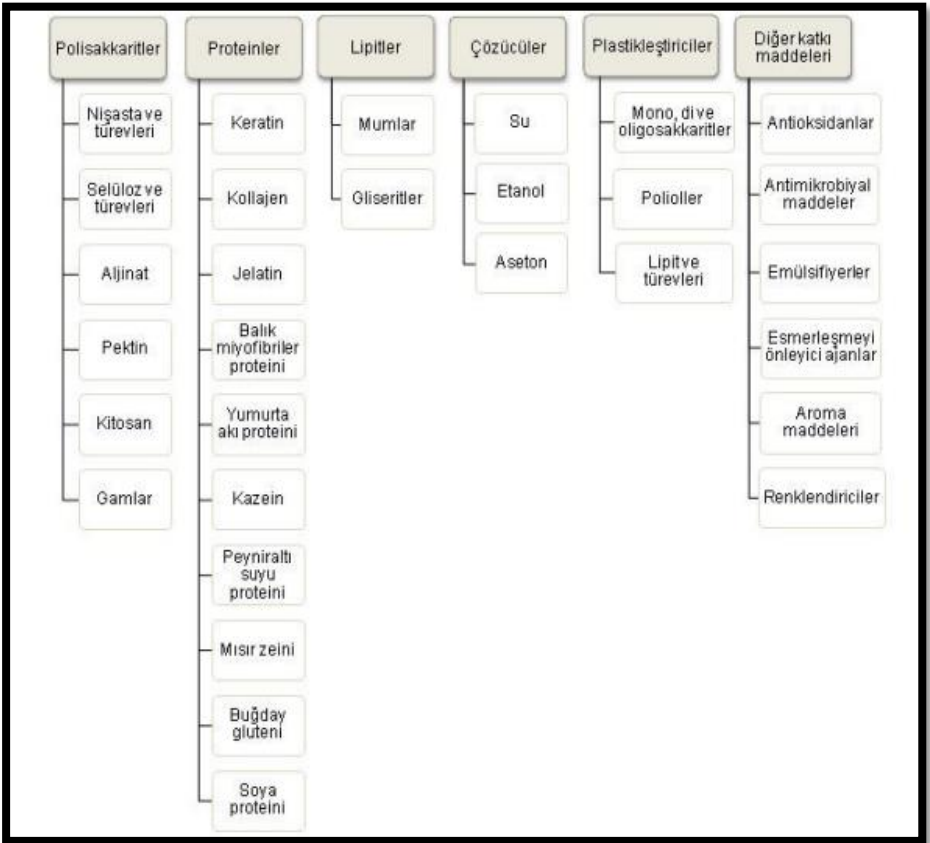 Polisakkaritler
Nişasta ve
türevleri
Selüloz ve
türevleri
Aljinat
Pektin
Kitosan
Gamlar
Proteinler
Keratin
Kollajen
Jelatin
Balık
miyofibriler
proteini
Yumurta
akı proteini
Kazein
Peyniraltı
suyu
proteini
Mısır zeini
Buğday
gluteni
Soya
proteini
Lipitler
Mumlar
Gliseritler
Çözücüler
Su
Etanol
Aseton
Plastikleştiriciler
Mono, di ve
oligosakkaritler
Polioller
Lipit ve
türevleri
Diğer katkı
maddeleri
Antioksidanlar
Antimikrobiyal
maddeler
Emülsifiyerler
Esmerleşmeyi
önleyici ajanlar
Aroma
maddeleri
Renklendiriciler